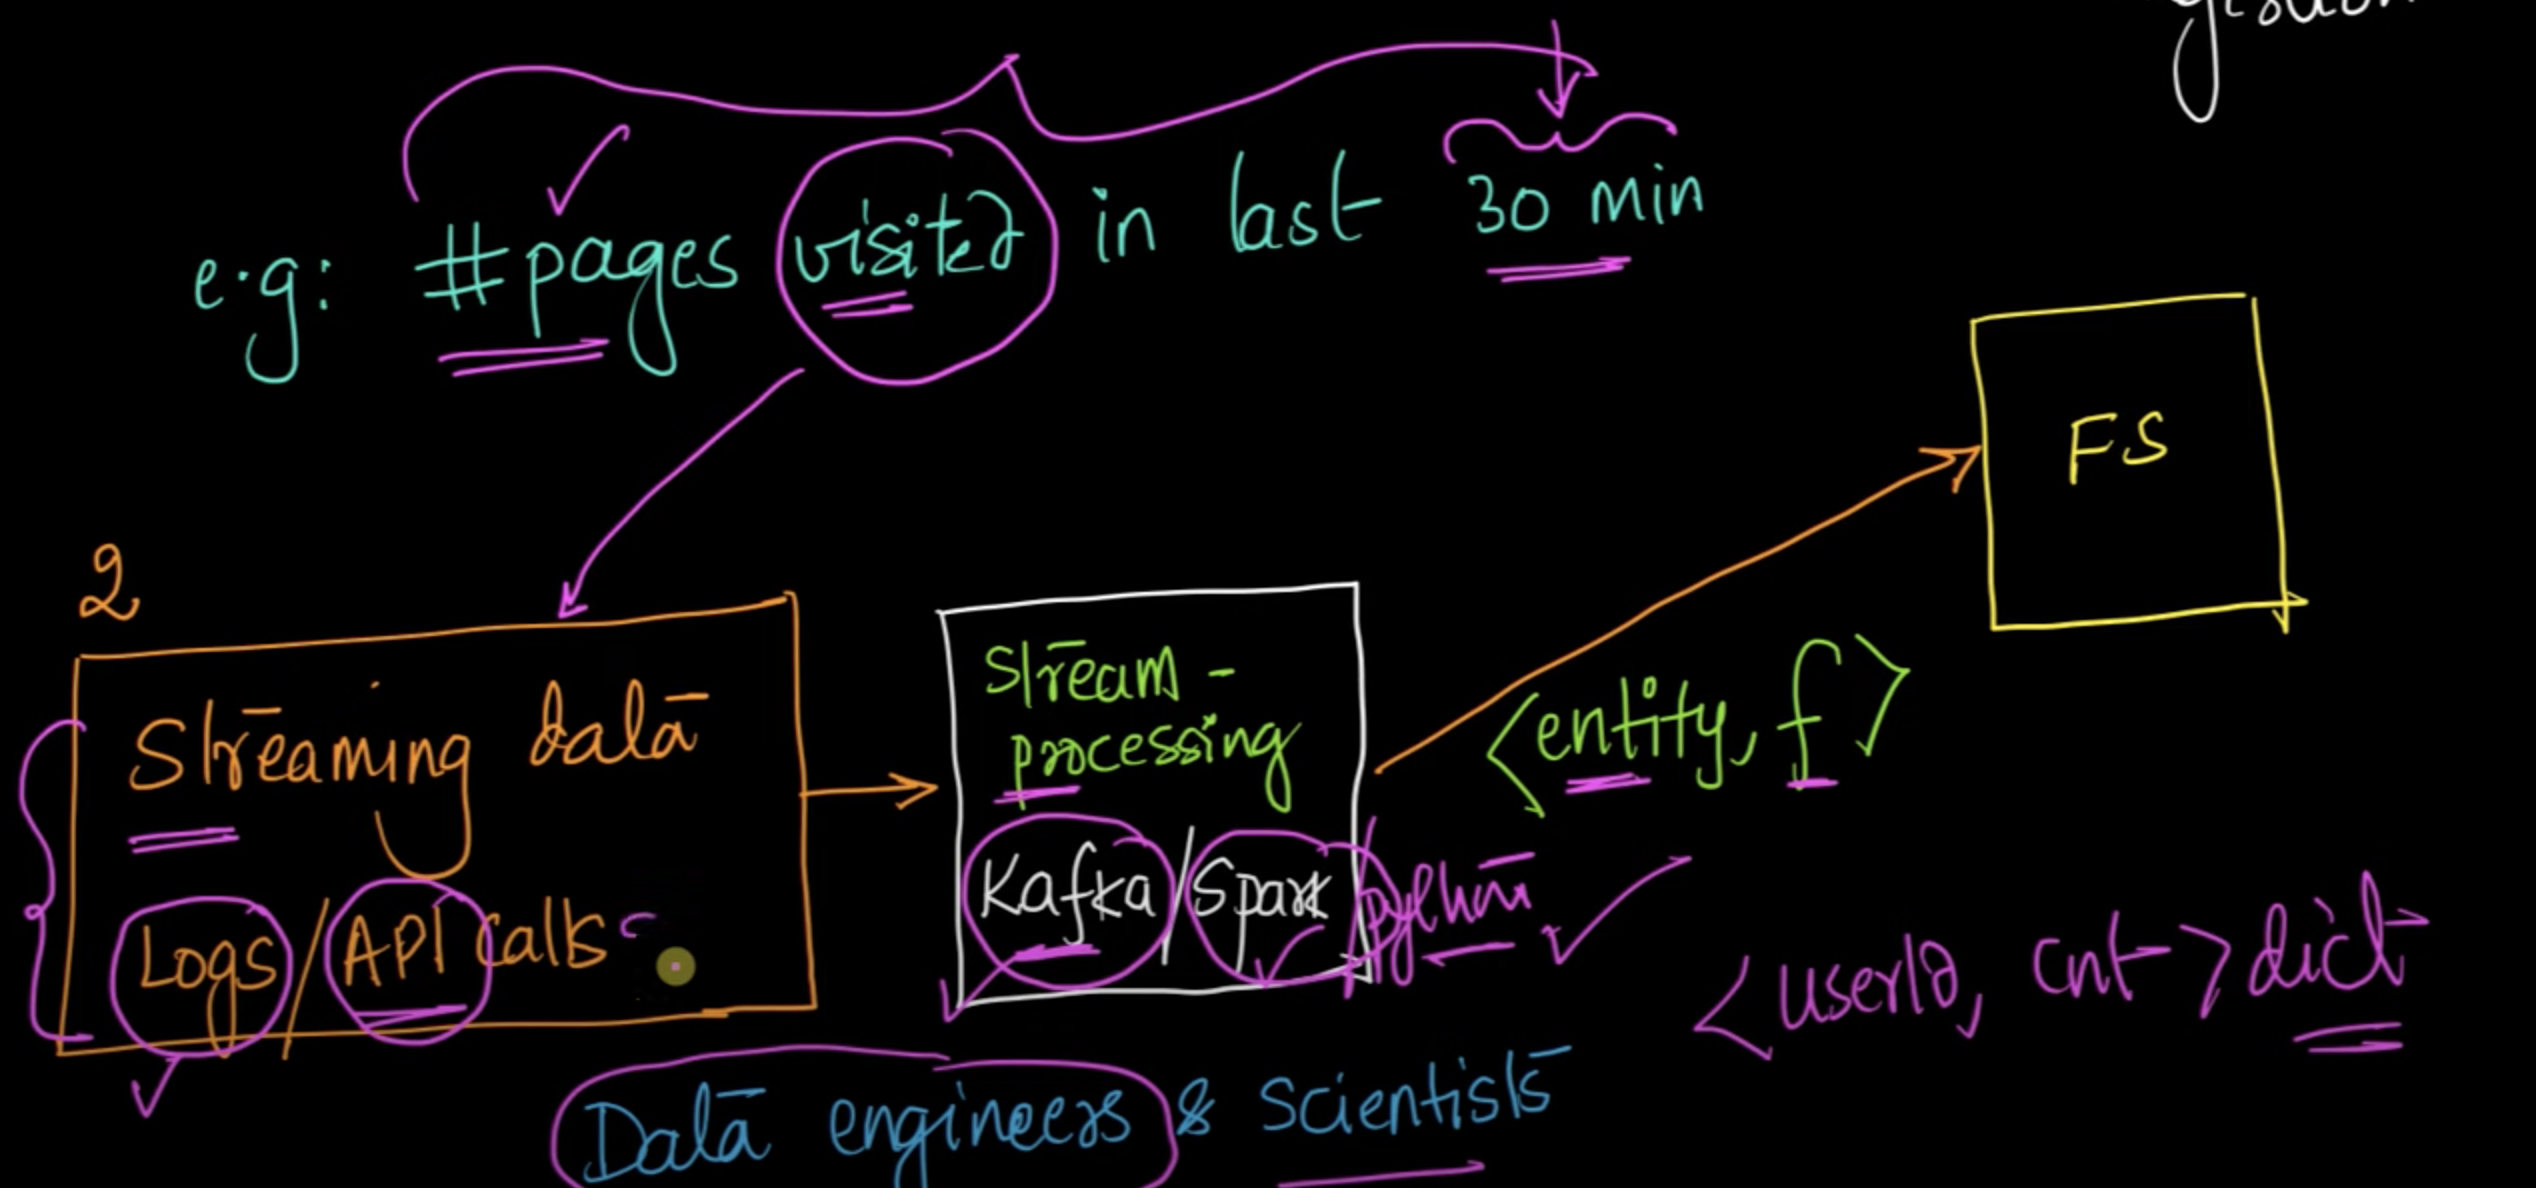 e.g: #pages visited in last 30 min
FS
2
Streaming data
Logs/API calls
Stream-
processing
Kafka/Spark
python
<entity, f>
<userId, cnt> dict
Data engineers & Scientists